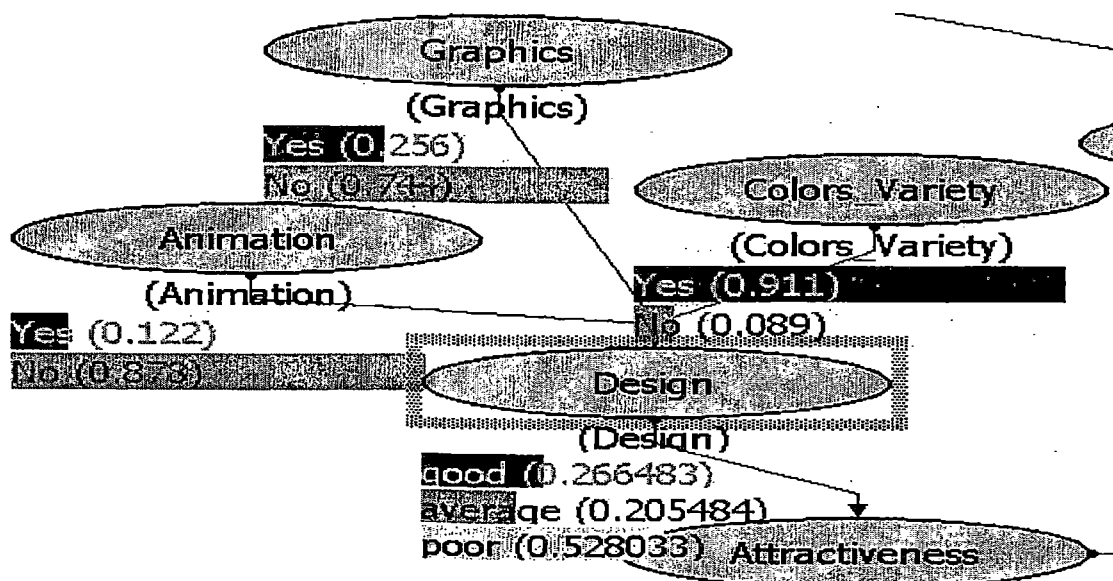 Graphics
(Graphics)
Yes (0.256)
No (0.744)
Colors_Variety
(Colors_Variety)
Yes (0.911)
No (0.089)
Animation
(Animation)
Yes (0.122)
No (0.873)
Design
(Design)
good (0.266483)
average (0.205484)
poor (0.528033)
Attractiveness